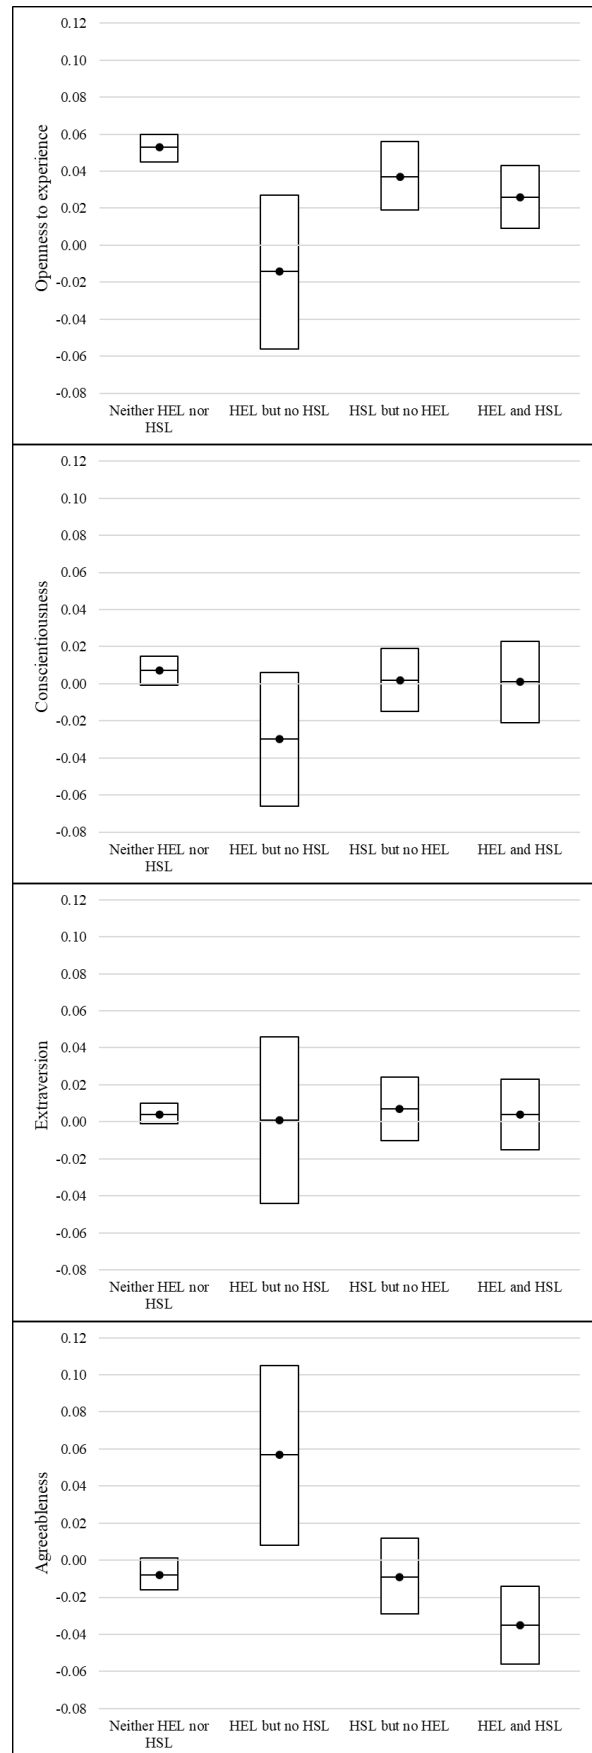 0.12
0.10
0.08
0.06
0.04
0.02
0.00
-0.02
-0.04
-0.06
-0.08
Openness to experience
Neither HEL nor
HSL
HEL but no HSL
HSL but no HEL
HEL and HSL
0.12
0.10
0.08
0.06
0.04
0.02
0.00
-0.02
-0.04
-0.06
-0.08
Conscientiousness
Neither HEL nor
HSL
HEL but no HSL
HSL but no HEL
HEL and HSL
0.12
0.10
0.08
0.06
0.04
0.02
0.00
-0.02
-0.04
-0.06
-0.08
Extraversion
Neither HEL nor
HSL
HEL but no HSL
HSL but no HEL
HEL and HSL
0.12
0.10
0.08
0.06
0.04
0.02
0.00
-0.02
-0.04
-0.06
-0.08
Agreeableness
Neither HEL nor
HSL
HEL but no HSL
HSL but no HEL
HEL and HSL